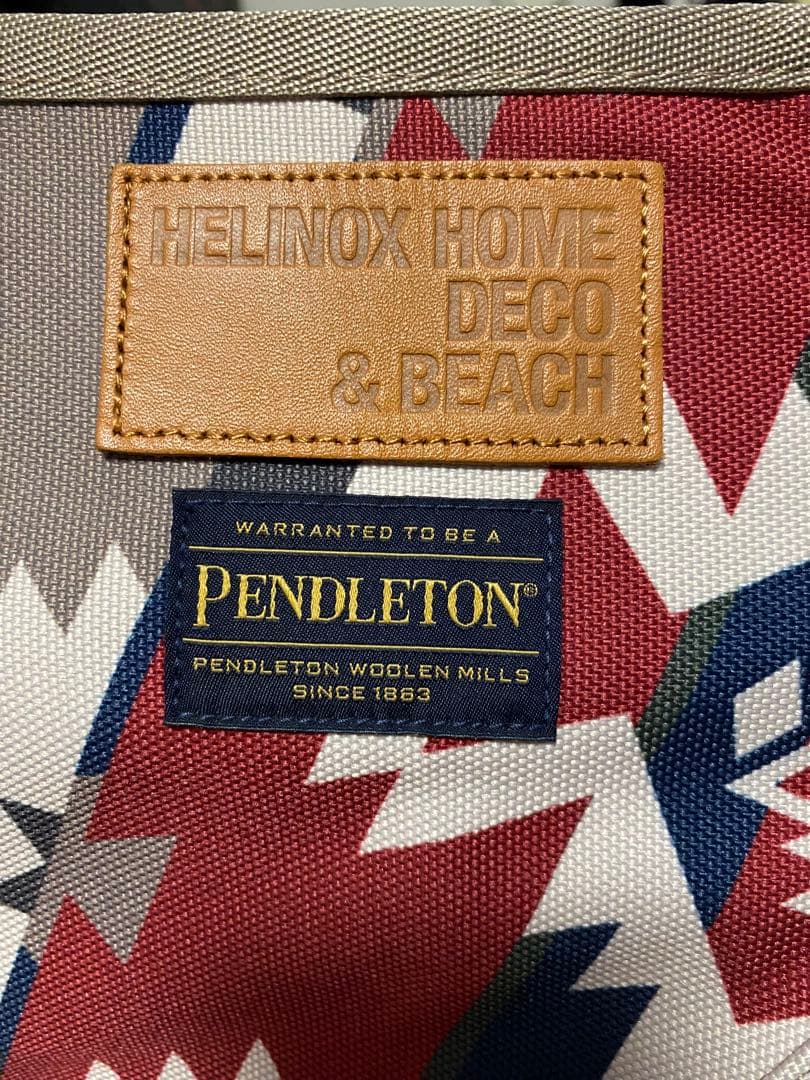 HELINOX HOME
DECO
& BEACH
WARRANTED TO BE A
PENDLETON®
PENDLETON WOOLEN MILLS
SINCE 1863